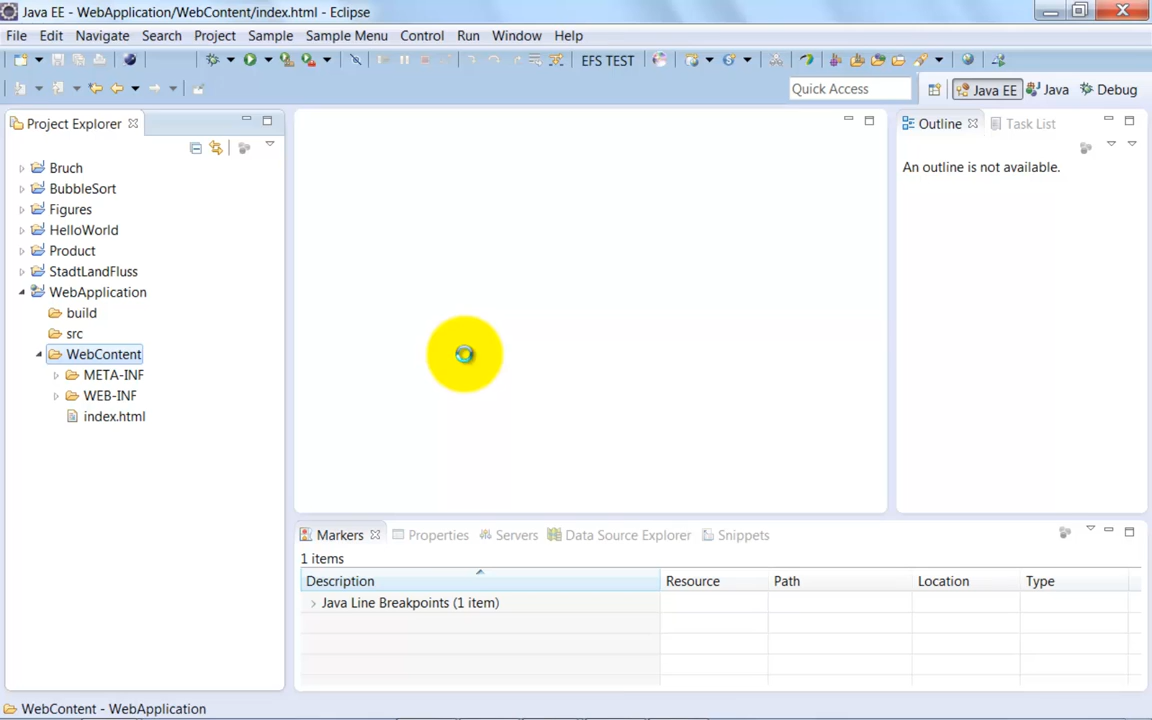 Java EE - WebApplication/WebContent/index.html - Eclipse
File Edit Navigate Search Project Sample Sample Menu Control Run Window Help
EFS TEST
Quick Access
Java EE
Java
Debug
Project Explorer
Bruch
BubbleSort
Figures
HelloWorld
Product
StadtLandFluss
WebApplication
build
src
WebContent
META-INF
WEB-INF
index.html
Outline
Task List
An outline is not available.
Markers
Properties
Servers
Data Source Explorer
Snippets
1 items
Description Resource Path Location Type
Java Line Breakpoints (1 item)
WebContent - WebApplication